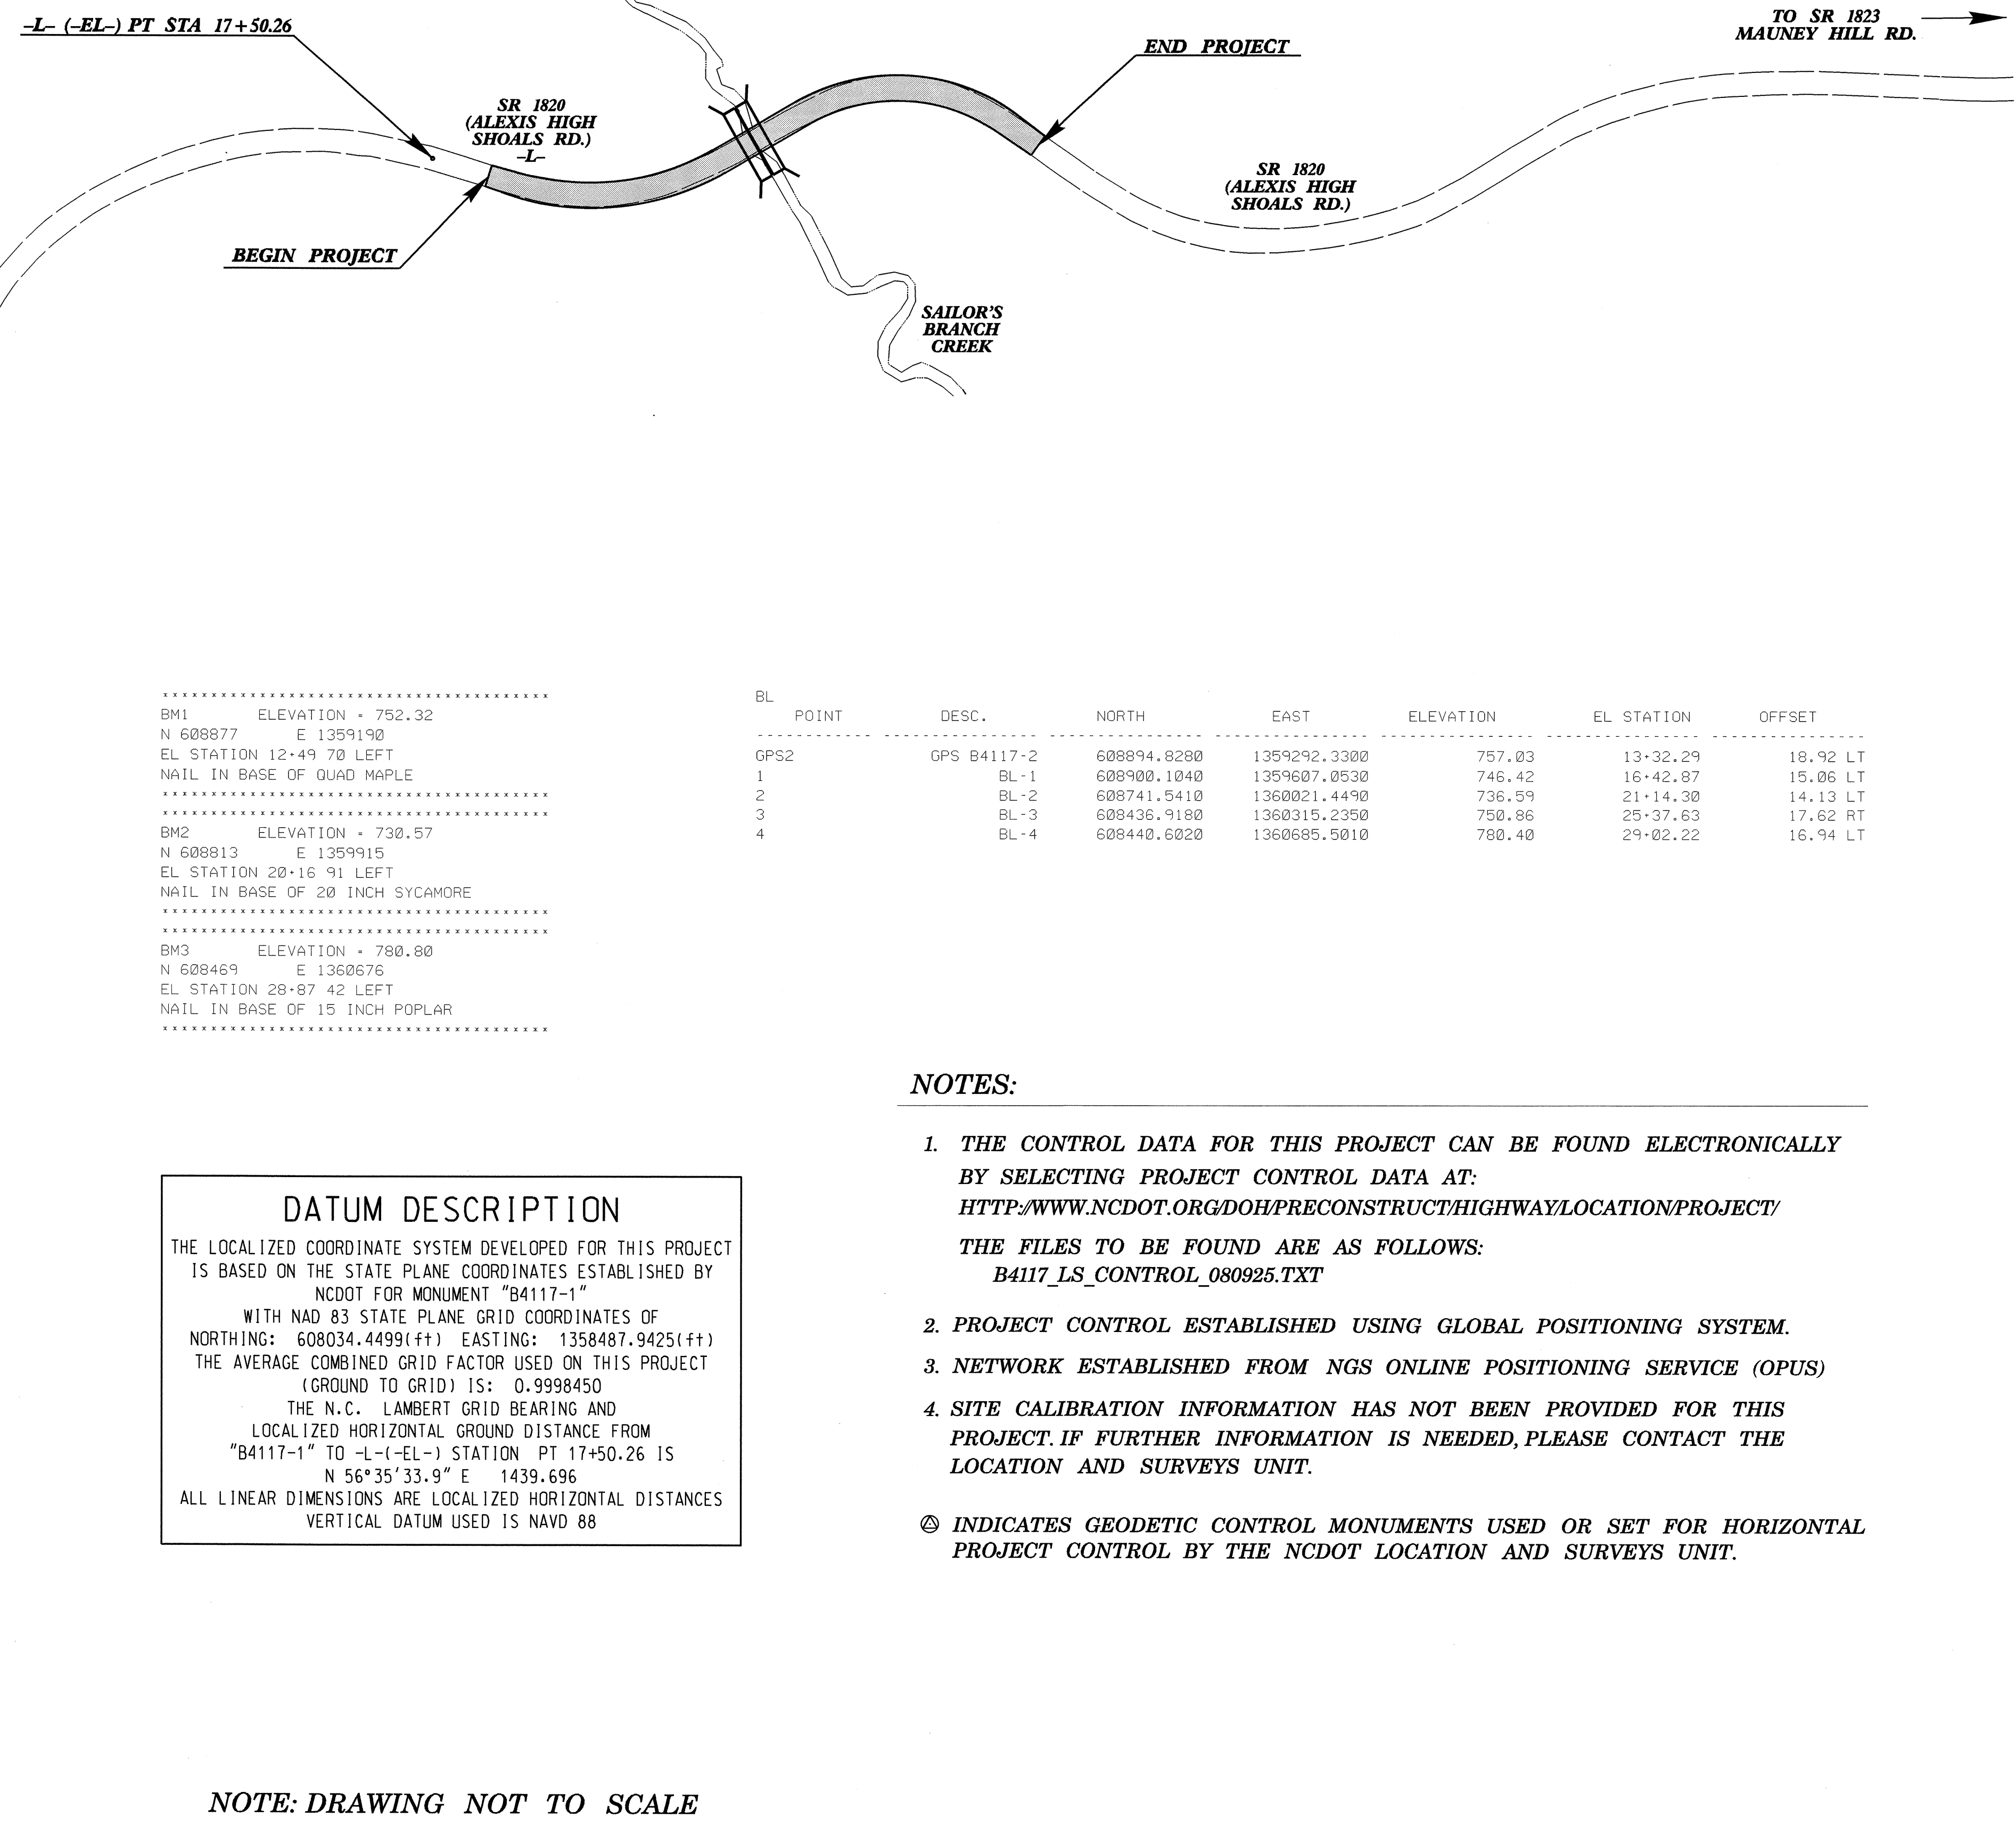 -L- (-EL-) PT STA 17+50.26
TO SR 1823
MAUNEY HILL RD.
END PROJECT
SR 1820
(ALEXIS HIGH
SHOALS RD.)
-L-
SR 1820
(ALEXIS HIGH
SHOALS RD.)
BEGIN PROJECT
SAILOR'S
BRANCH
CREEK
****************************************
BM1 ELEVATION = 752.32
N 608877 E 1359190
EL STATION 12+49 70 LEFT
NAIL IN BASE OF QUAD MAPLE
****************************************
****************************************
BM2 ELEVATION = 730.57
N 608813 E 1359915
EL STATION 20+16 91 LEFT
NAIL IN BASE OF 20 INCH SYCAMORE
****************************************
****************************************
BM3 ELEVATION = 780.80
N 608469 E 1360676
EL STATION 28+87 42 LEFT
NAIL IN BASE OF 15 INCH POPLAR
****************************************
BL
POINT DESC. NORTH EAST ELEVATION EL STATION OFFSET
GPS2 GPS B4117-2 608894.8280 1359292.3300 757.03 13+32.29 18.92 LT
1 BL-1 608900.1040 1359607.0530 746.42 16+42.87 15.06 LT
2 BL-2 608741.5410 1360021.4490 736.59 21+14.30 14.13 LT
3 BL-3 608436.9180 1360315.2350 750.86 25+37.63 17.62 RT
4 BL-4 608440.6020 1360685.5010 780.40 29+02.22 16.94 LT
NOTES:
1. THE CONTROL DATA FOR THIS PROJECT CAN BE FOUND ELECTRONICALLY
BY SELECTING PROJECT CONTROL DATA AT:
HTTP://WWW.NCDOT.ORG/DOH/PRECONSTRUCT/HIGHWAY/LOCATION/PROJECT/
THE FILES TO BE FOUND ARE AS FOLLOWS:
B4117_LS_CONTROL_080925.TXT
2. PROJECT CONTROL ESTABLISHED USING GLOBAL POSITIONING SYSTEM.
3. NETWORK ESTABLISHED FROM NGS ONLINE POSITIONING SERVICE (OPUS)
4. SITE CALIBRATION INFORMATION HAS NOT BEEN PROVIDED FOR THIS
PROJECT. IF FURTHER INFORMATION IS NEEDED, PLEASE CONTACT THE
LOCATION AND SURVEYS UNIT.
INDICATES GEODETIC CONTROL MONUMENTS USED OR SET FOR HORIZONTAL
PROJECT CONTROL BY THE NCDOT LOCATION AND SURVEYS UNIT.
DATUM DESCRIPTION
THE LOCALIZED COORDINATE SYSTEM DEVELOPED FOR THIS PROJECT
IS BASED ON THE STATE PLANE COORDINATES ESTABLISHED BY
NCDOT FOR MONUMENT "B4117-1"
WITH NAD 83 STATE PLANE GRID COORDINATES OF
NORTHING: 608034.4499(ft) EASTING: 1358487.9425(ft)
THE AVERAGE COMBINED GRID FACTOR USED ON THIS PROJECT
(GROUND TO GRID) IS: 0.9998450
THE N.C. LAMBERT GRID BEARING AND
LOCALIZED HORIZONTAL GROUND DISTANCE FROM
"B4117-1" TO -L-(-EL-) STATION PT 17+50.26 IS
N 56°35'33.9" E 1439.696
ALL LINEAR DIMENSIONS ARE LOCALIZED HORIZONTAL DISTANCES
VERTICAL DATUM USED IS NAVD 88
NOTE: DRAWING NOT TO SCALE